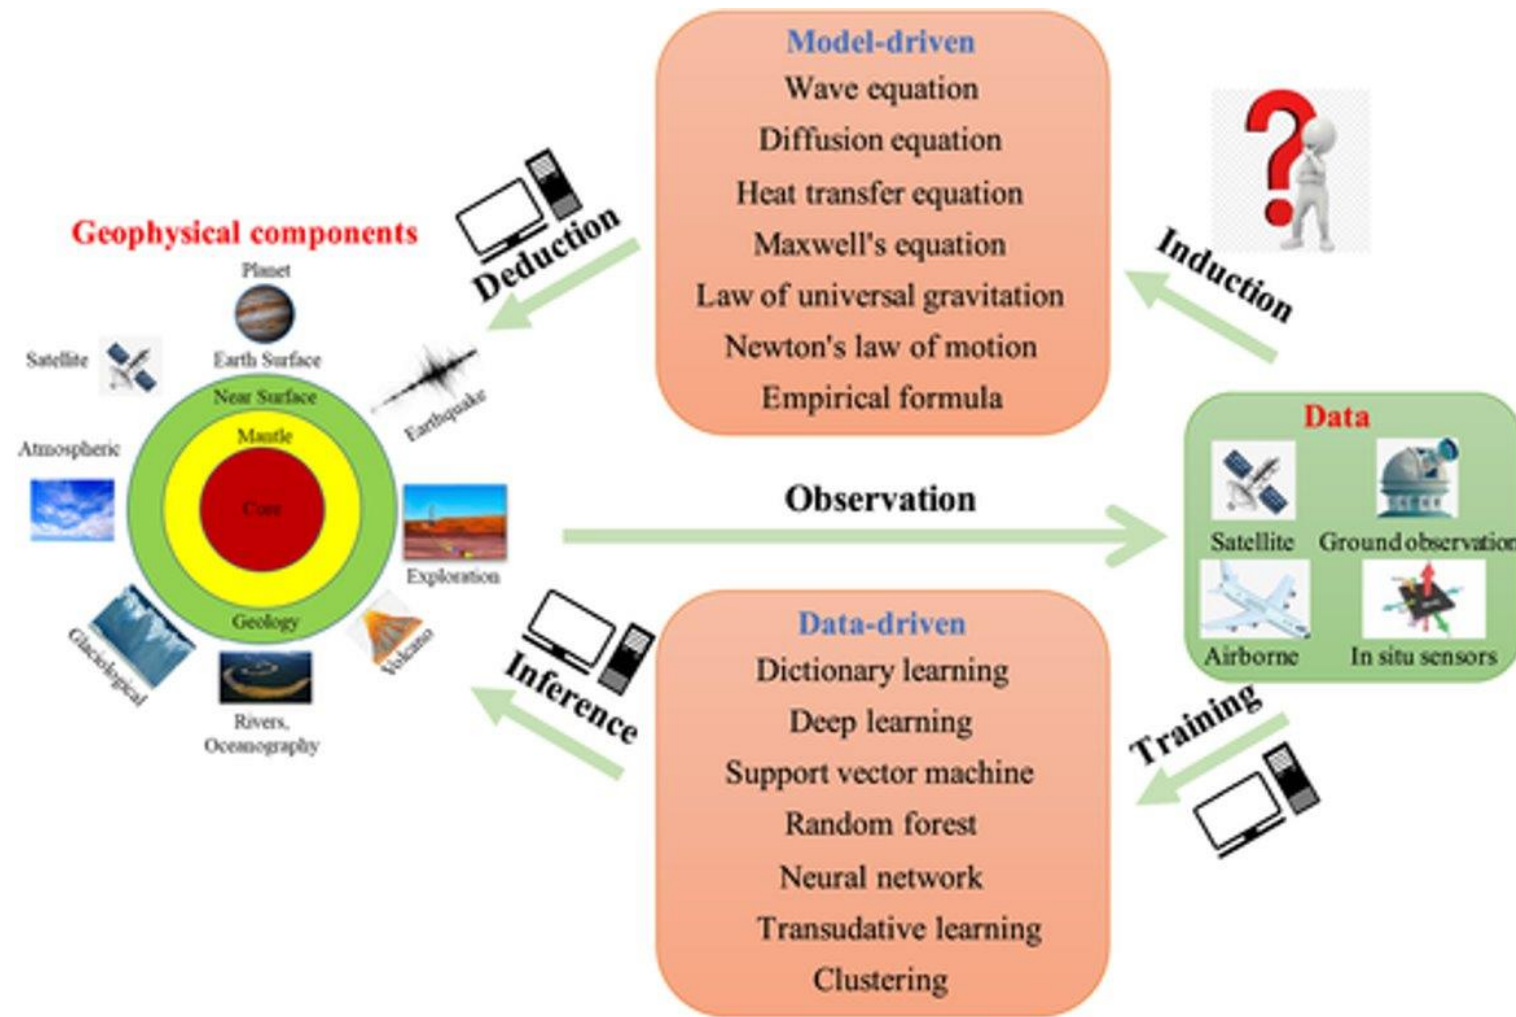 Geophysical components
Planet
Earth Surface
Satellite
Near Surface
Mantle
Core
Geology
Atmospheric
Earthquake
Exploration
Glaciological
Volcano
Rivers,
Oceanography
Deduction
Model-driven
Wave equation
Diffusion equation
Heat transfer equation
Maxwell's equation
Law of universal gravitation
Newton's law of motion
Empirical formula
Induction
Observation
Data
Satellite
Ground observation
Airborne
In situ sensors
Inference
Data-driven
Dictionary learning
Deep learning
Support vector machine
Random forest
Neural network
Transudative learning
Clustering
Training